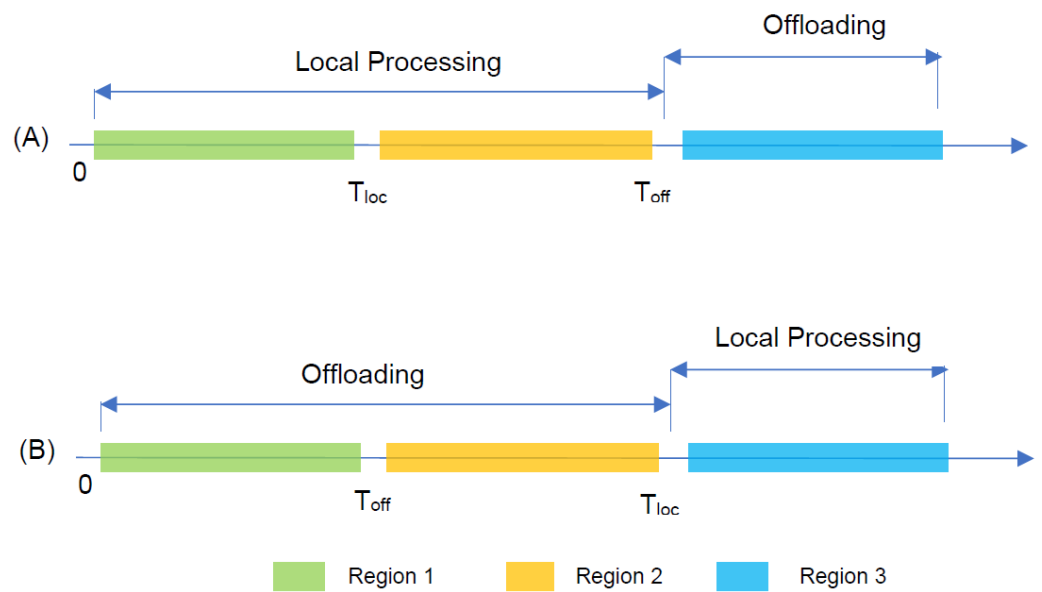 Offloading
Local Processing
(A)
0
Tloc
Toff
Local Processing
Offloading
(B)
0
Toff
Tloc
Region 1
Region 2
Region 3